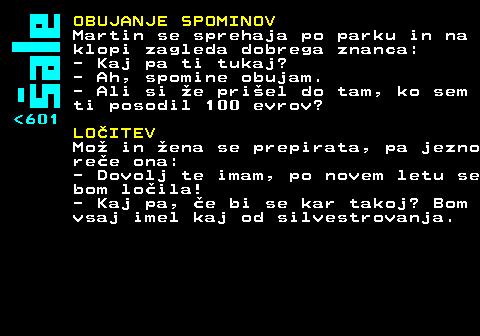 šale
<601
OBUJANJE SPOMINOV
Martin se sprehaja po parku in na
klopi zagleda dobrega znanca:
- Kaj pa ti tukaj?
- Ah, spomine obujam.
- Ali si že prišel do tam, ko sem
ti posodil 100 evrov?
LOČITEV
Mož in žena se prepirata, pa jezno
reče ona:
- Dovolj te imam, po novem letu se
bom ločila!
- Kaj pa, če bi se kar takoj? Bom
vsaj imel kaj od silvestrovanja.